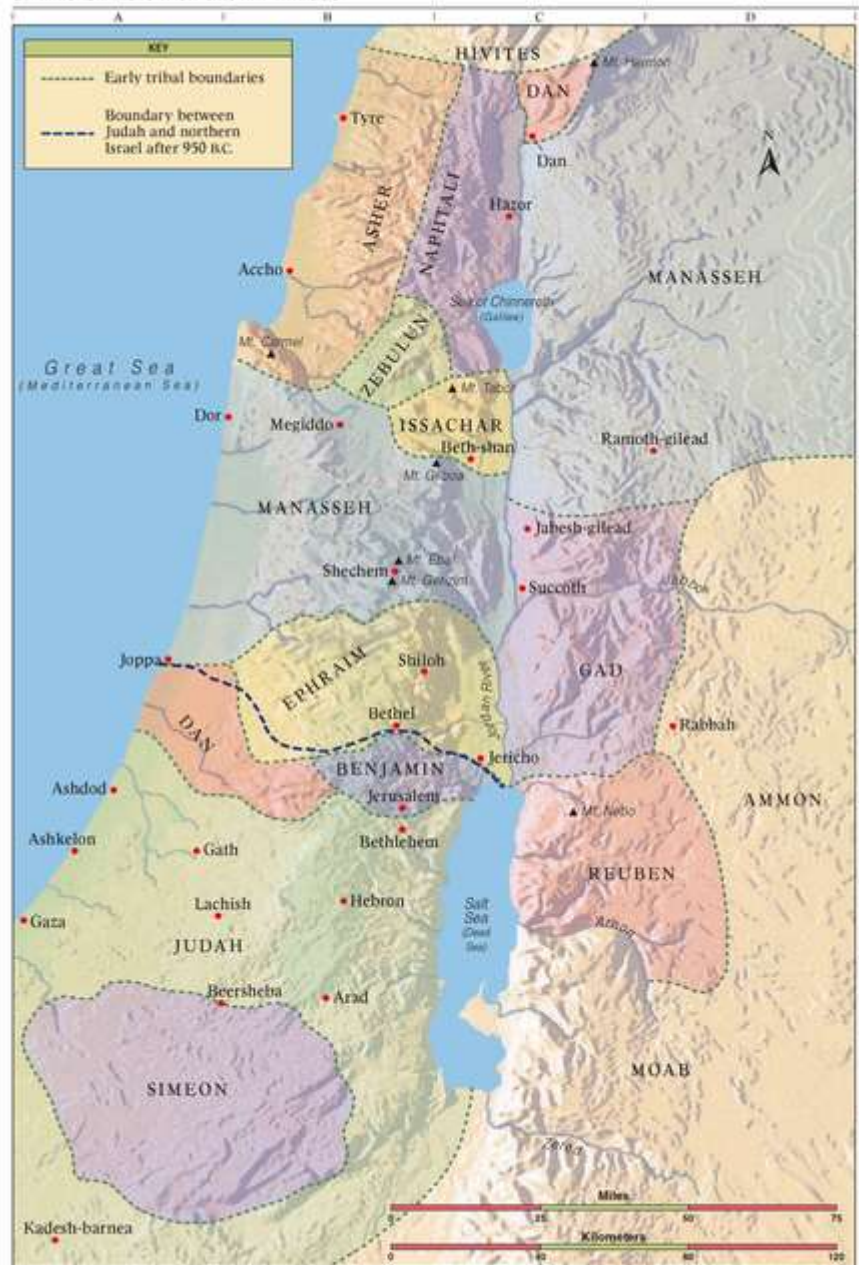 A B C D
KEY
Early tribal boundaries
Boundary between
Judah and northern
Israel after 950 B.C.
HIVITES
Mt. Hermon
DAN
Tyre
Dan
N
ASHER
NAPHTALI
Hazor
MANASSEH
Accho
Sea of Chinneroth
(Galilee)
Mt. Carmel
ZEBULUN
Great Sea
(Mediterranean Sea)
Mt. Tabor
Dor
Megiddo
ISSACHAR
Beth-shan
Ramoth-gilead
Mt. Gilboa
MANASSEH
Jabesh-gilead
Mt. Ebal
Shechem
Mt. Gerizim
Succoth
Jabbok
Joppa
EPHRAIM
Shiloh
GAD
Jordan River
DAN
Bethel
Rabbah
Jericho
BENJAMIN
Ashdod
Jerusalem
Mt. Nebo
AMMON
Bethlehem
Ashkelon
Gath
REUBEN
Lachish
Hebron
Salt
Sea
(Dead
Sea)
Gaza
Arnon
JUDAH
Beersheba
Arad
SIMEON
MOAB
Zered
Miles
0 25 50 75
Kadesh-barnea
Kilometers
0 40 80 120